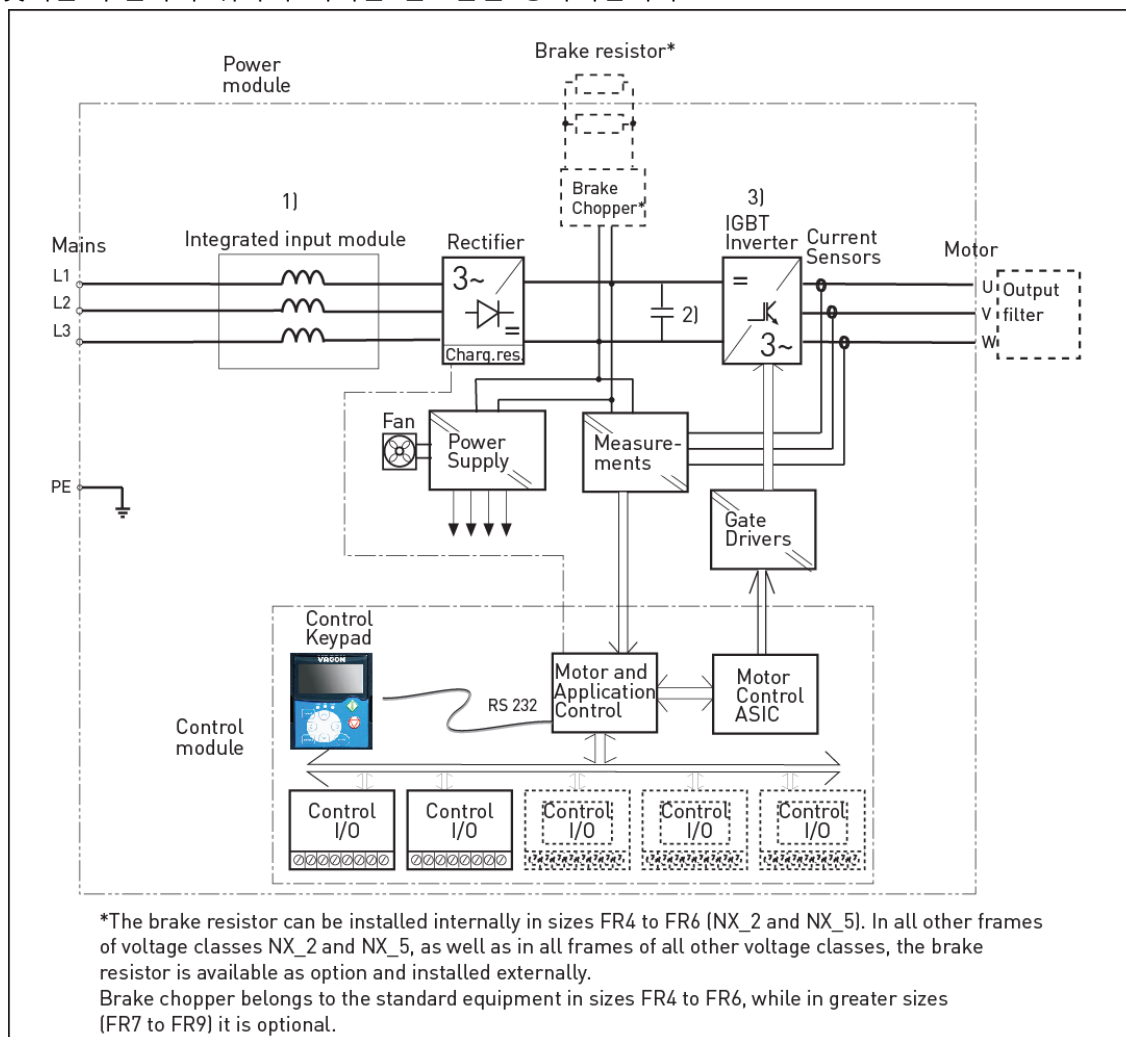 Power
module
Brake resistor*
Brake
Chopper*
1)
Integrated input module
Rectifier
3)
IGBT
Inverter
Current
Sensors
Mains
Motor
L1
L2
L3
3~
=
Charq.res.
2)
=
3~
U
V
W
Output
filter
Fan
Power
Supply
Measure-
ments
PE
Gate
Drivers
Control
Keypad
VACON
RS 232
Motor and
Application
Control
Motor
Control
ASIC
Control
module
Control
I/O
Control
I/O
Control
I/O
Control
I/O
Control
I/O
*The brake resistor can be installed internally in sizes FR4 to FR6 (NX_2 and NX_5). In all other frames
of voltage classes NX_2 and NX_5, as well as in all frames of all other voltage classes, the brake
resistor is available as option and installed externally.
Brake chopper belongs to the standard equipment in sizes FR4 to FR6, while in greater sizes
(FR7 to FR9) it is optional.